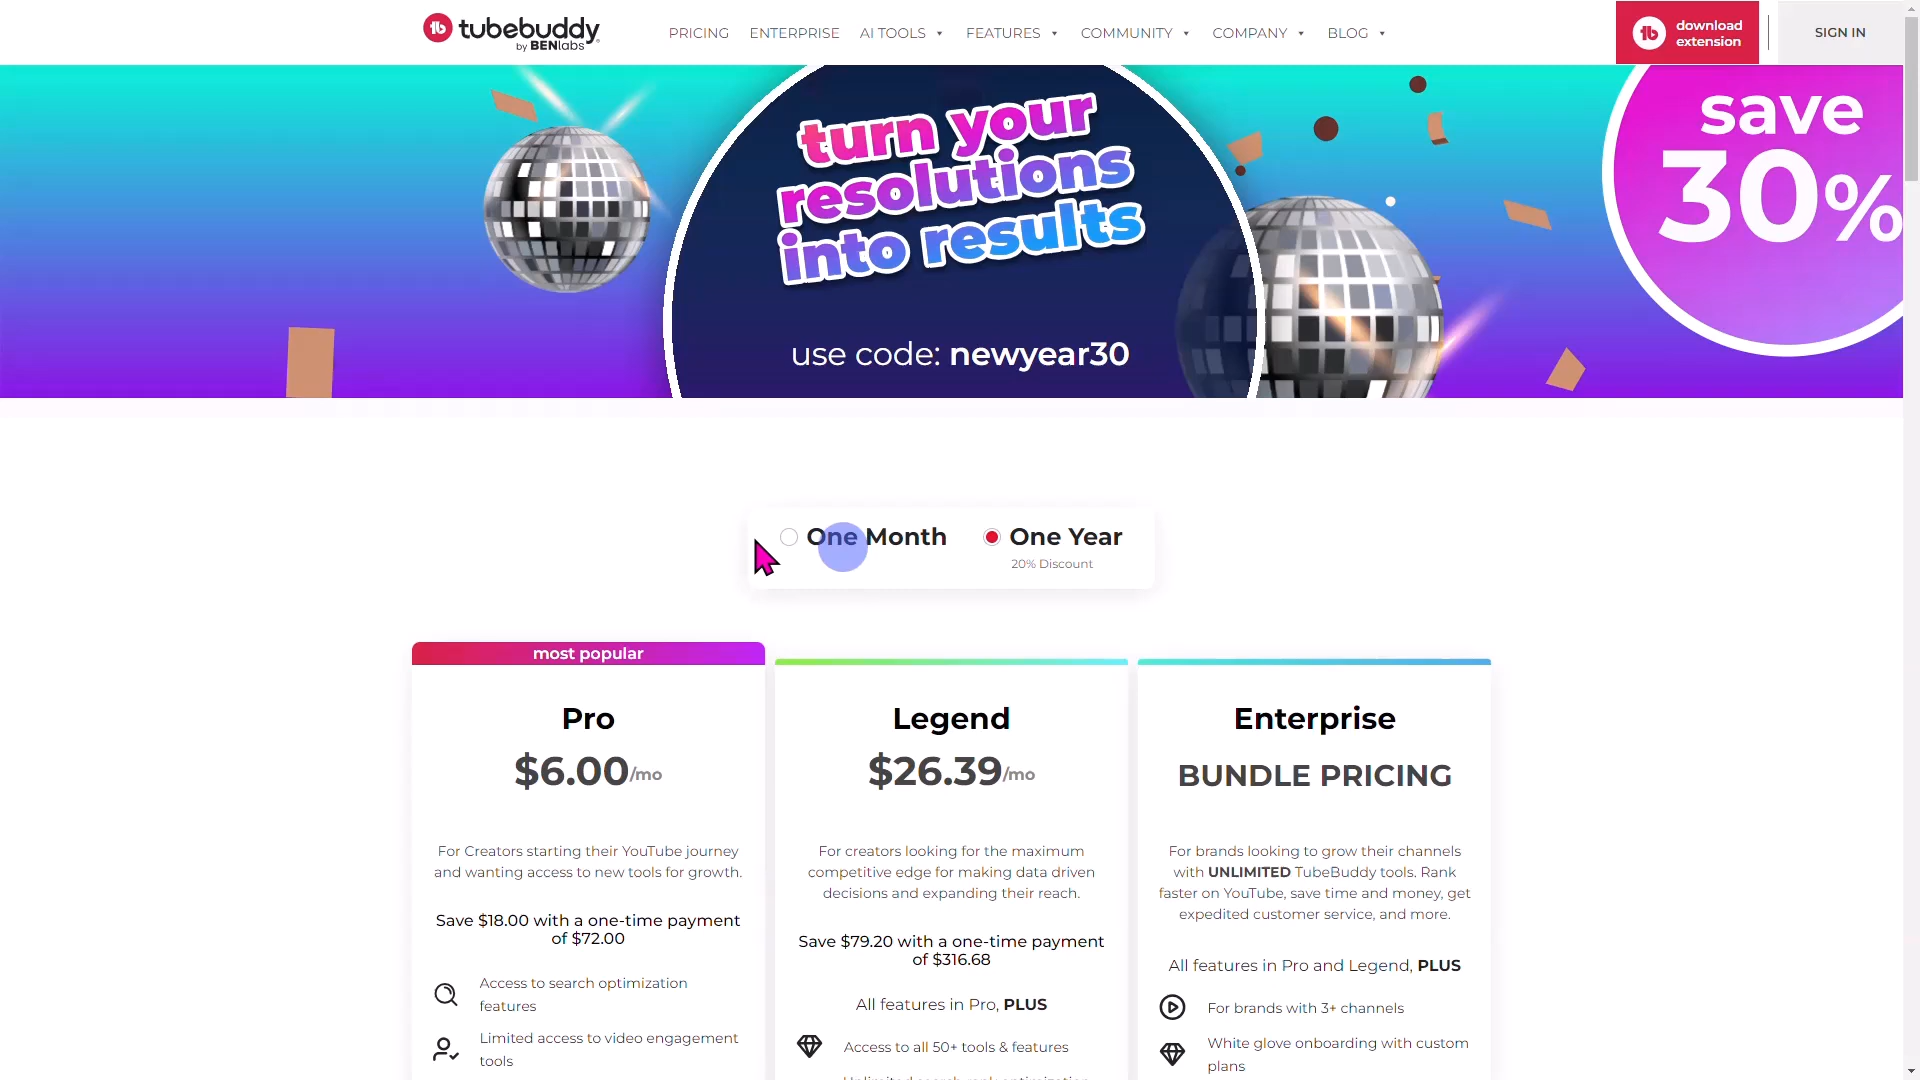 tubebuddy
by BENlabs
PRICING
ENTERPRISE
AI TOOLS
FEATURES
COMMUNITY
COMPANY
BLOG
download
extension
SIGN IN
turn your
resolutions
into results
use code: newyear30
save
30%
One Month
One Year
20% Discount
most popular
Pro
$6.00/mo
For Creators starting their YouTube journey
and wanting access to new tools for growth.
Save $18.00 with a one-time payment
of $72.00
Access to search optimization
features
Limited access to video engagement
tools
Legend
$26.39/mo
For creators looking for the maximum
competitive edge for making data driven
decisions and expanding their reach.
Save $79.20 with a one-time payment
of $316.68
All features in Pro, PLUS
Access to all 50+ tools & features
Enterprise
BUNDLE PRICING
For brands looking to grow their channels
with UNLIMITED TubeBuddy tools. Rank
faster on YouTube, save time and money, get
expedited customer service, and more.
All features in Pro and Legend, PLUS
For brands with 3+ channels
White glove onboarding with custom
plans